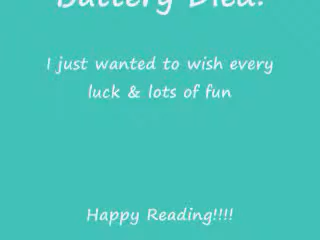 Battery Died.
I just wanted to wish every
luck & lots of fun
Happy Reading!!!!